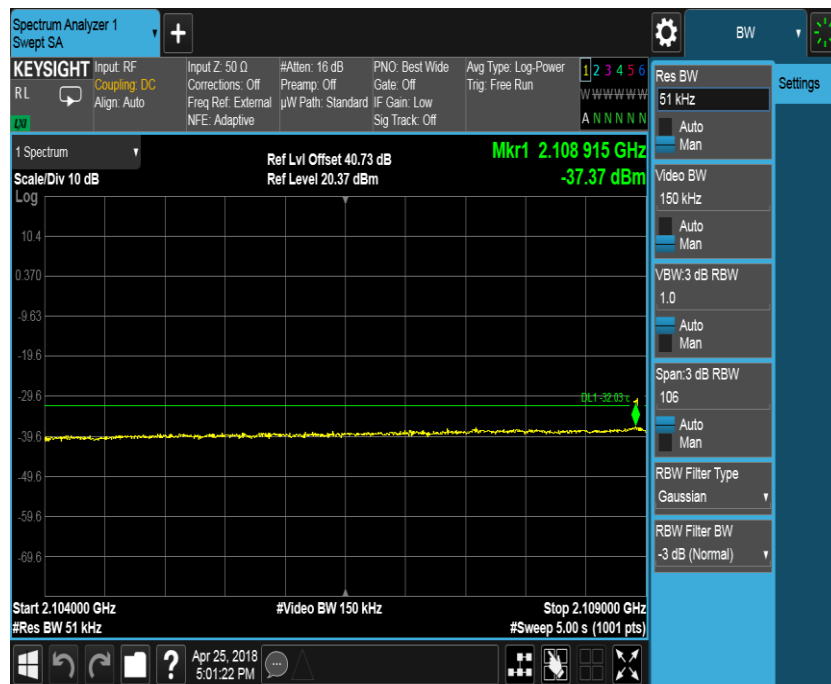 Spectrum Analyzer 1
Swept SA
+
BW
KEYSIGHT
RL
LXI
Input: RF
Coupling: DC
Align: Auto
Input Z: 50 Ω
Corrections: Off
Freq Ref: External
NFE: Adaptive
#Atten: 16 dB
Preamp: Off
µW Path: Standard
PNO: Best Wide
Gate: Off
IF Gain: Low
Sig Track: Off
Avg Type: Log-Power
Trig: Free Run
1 2 3 4 5 6
W W W W W W
A N N N N N
1 Spectrum
Scale/Div 10 dB
Ref Lvl Offset 40.73 dB
Ref Level 20.37 dBm
Mkr1 2.108 915 GHz
-37.37 dBm
Log
10.4
0.370
-9.63
-19.6
-29.6
-39.6
-49.6
-59.6
-69.6
DL1 -32.03
1
Start 2.104000 GHz
#Res BW 51 kHz
#Video BW 150 kHz
Stop 2.109000 GHz
#Sweep 5.00 s (1001 pts)
Res BW
51 kHz
Auto
Man
Video BW
150 kHz
Auto
Man
VBW:3 dB RBW
1.0
Auto
Man
Span:3 dB RBW
106
Auto
Man
RBW Filter Type
Gaussian
RBW Filter BW
-3 dB (Normal)
Settings
?
Apr 25, 2018
5:01:22 PM